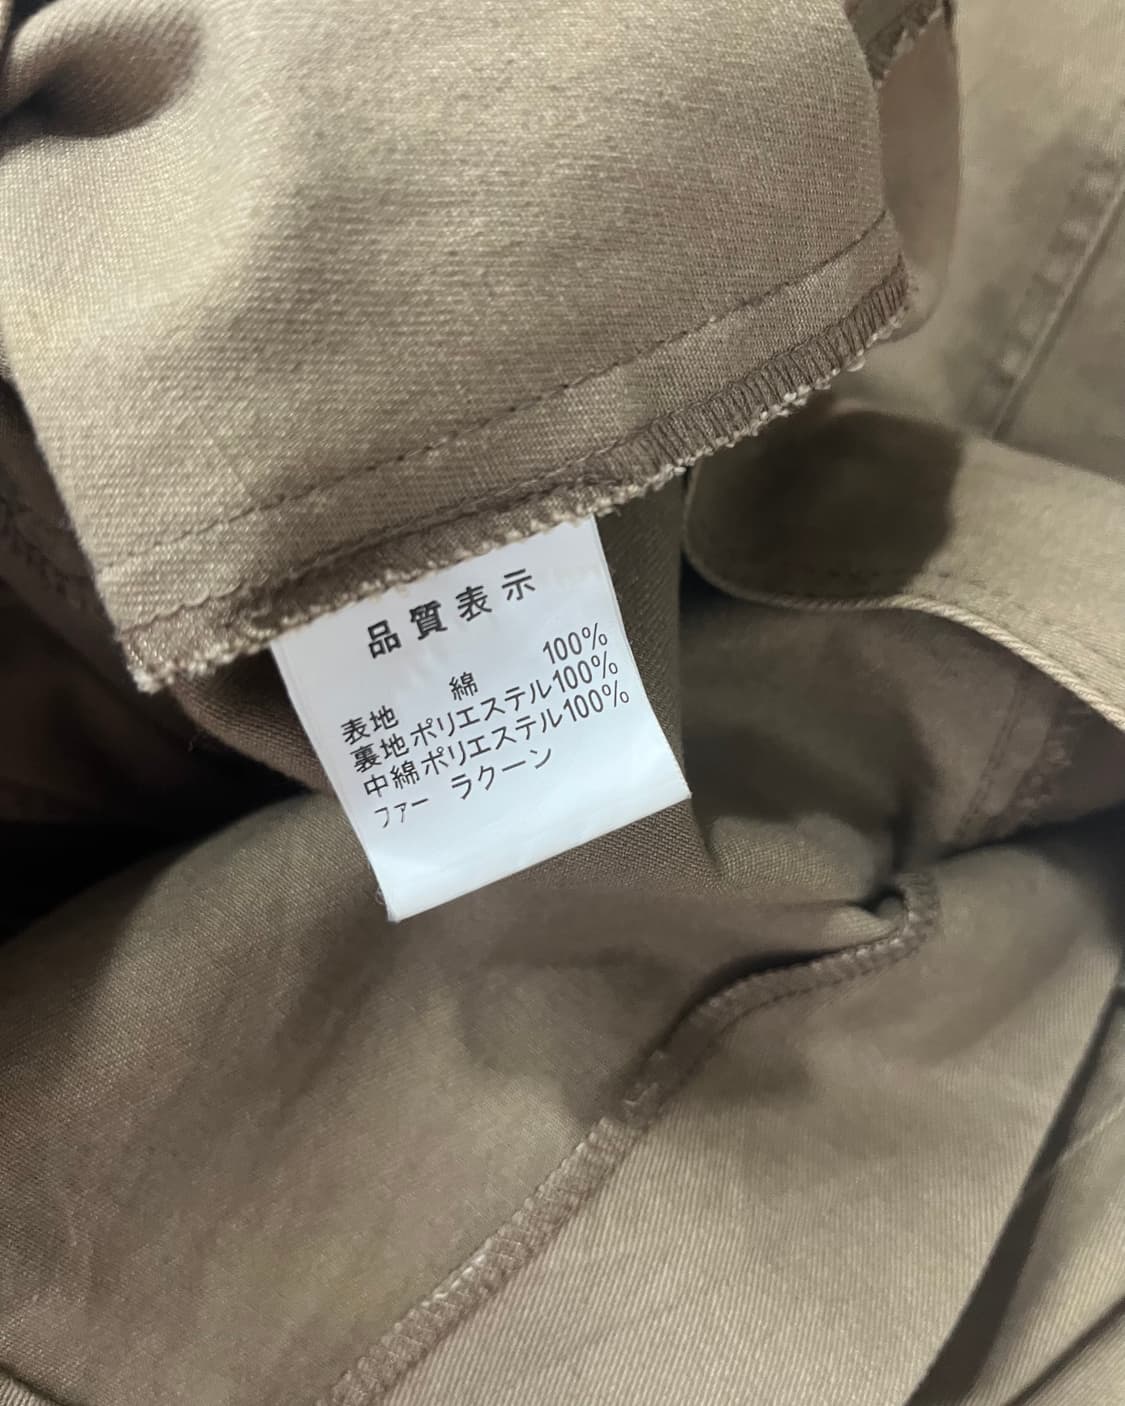 品質表示
表地 綿 100%
裏地ポリエステル100%
中綿ポリエステル100%
ファー ラクーン